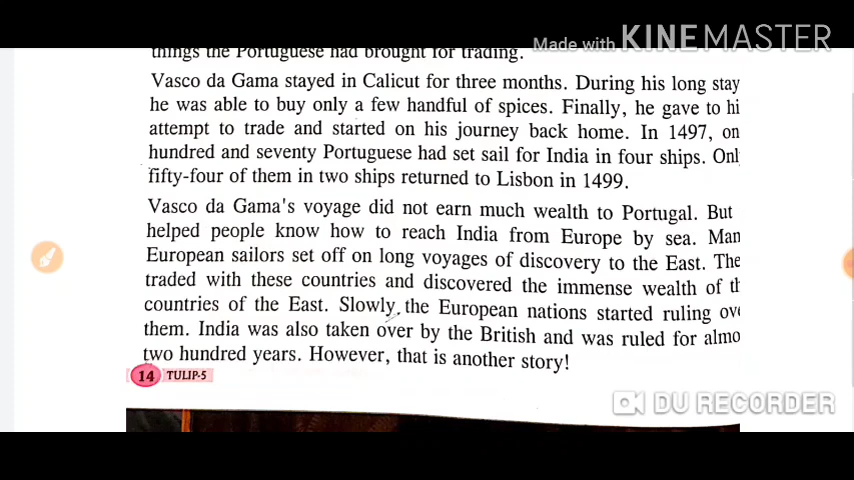 things the Portuguese had brought for trading.
Made with KINEMASTER
Vasco da Gama stayed in Calicut for three months. During his long stay
he was able to buy only a few handful of spices. Finally, he gave to hi
attempt to trade and started on his journey back home. In 1497, on
hundred and seventy Portuguese had set sail for India in four ships. Onl
fifty-four of them in two ships returned to Lisbon in 1499.
Vasco da Gama's voyage did not earn much wealth to Portugal. But
helped people know how to reach India from Europe by sea. Man
European sailors set off on long voyages of discovery to the East. The
traded with these countries and discovered the immense wealth of th
countries of the East. Slowly, the European nations started ruling ove
them. India was also taken over by the British and was ruled for almo
two hundred years. However, that is another story!
14 TULIP-5
DU RECORDER